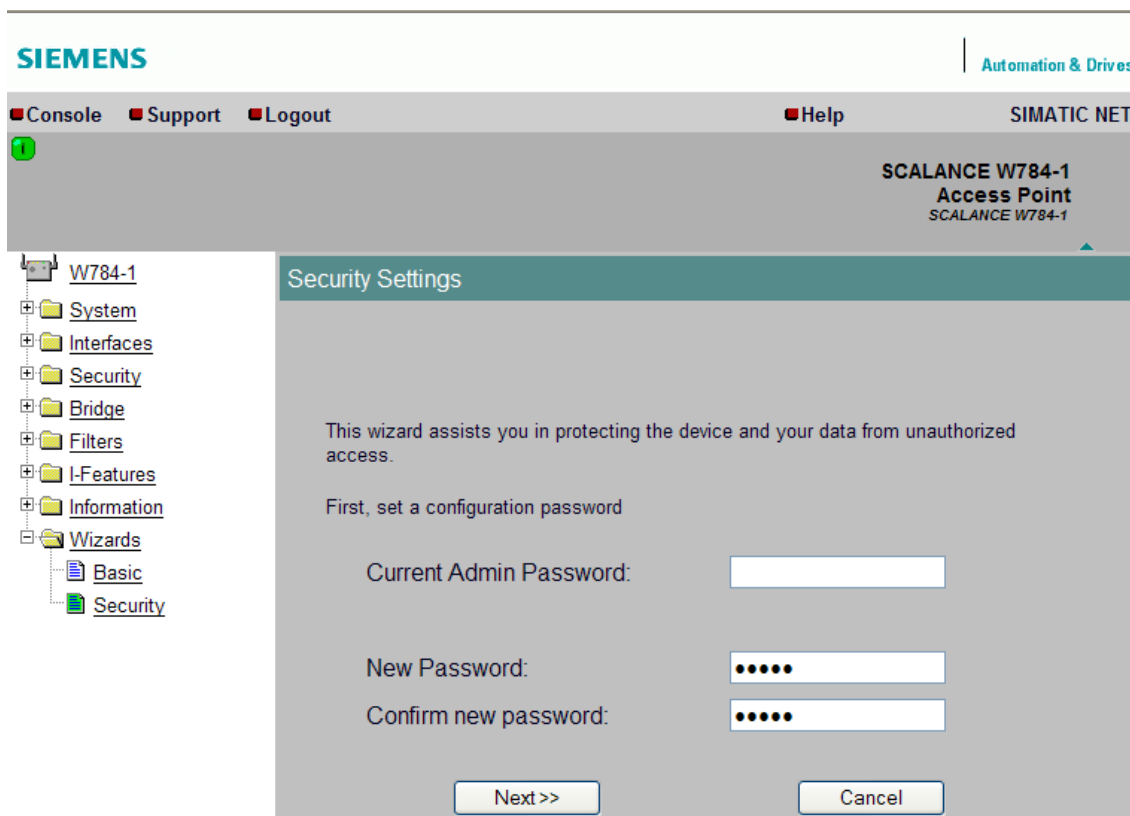 SIEMENS
Automation & Drives
Console Support Logout Help SIMATIC NET
SCALANCE W784-1
Access Point
SCALANCE W784-1
W784-1
System
Interfaces
Security
Bridge
Filters
I-Features
Information
Wizards
Basic
Security
Security Settings
This wizard assists you in protecting the device and your data from unauthorized
access.
First, set a configuration password
Current Admin Password:
New Password: •••••
Confirm new password: •••••
Next>> Cancel